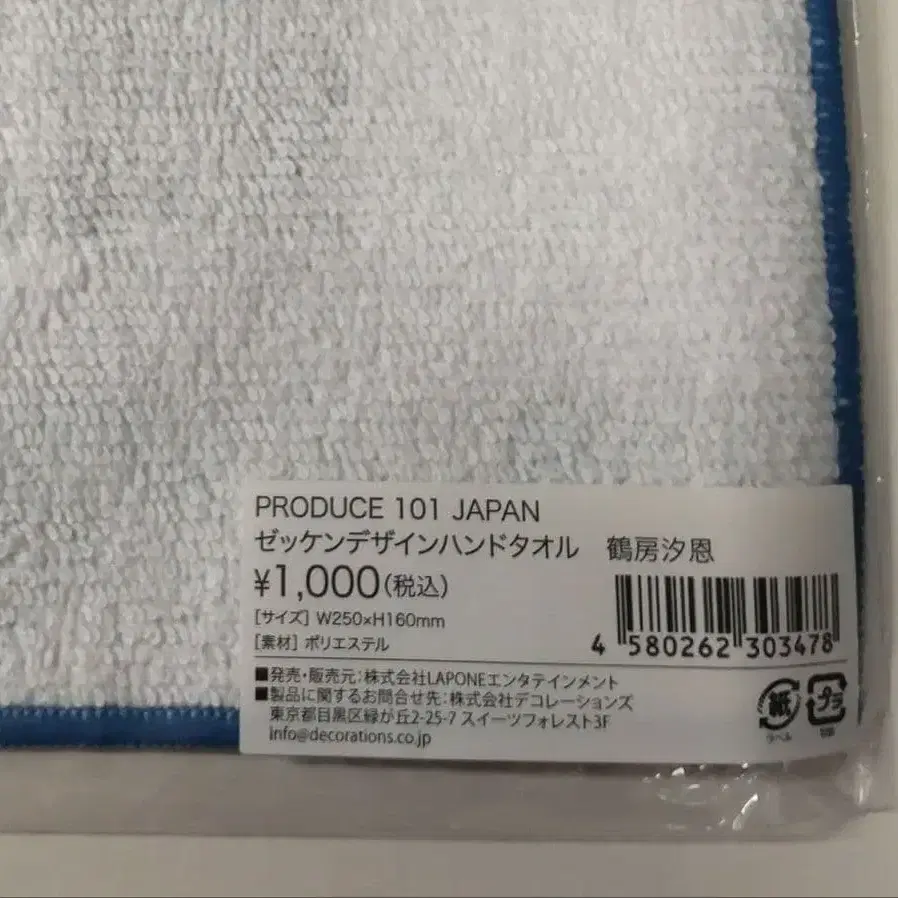 PRODUCE 101 JAPAN
ゼッケンデザインハンドタオル 鶴房汐恩
¥1,000(税込)
[サイズ] W250×H160mm
[素材] ポリエステル
4 580262 303478
■発売・販売元:株式会社LAPONEエンタテインメント
■製品に関するお問合せ先:株式会社デコレーションズ
東京都目黒区緑が丘2-25-7 スイーツフォレスト3F
info@decorations.co.jp
紙
ラベル
プラ